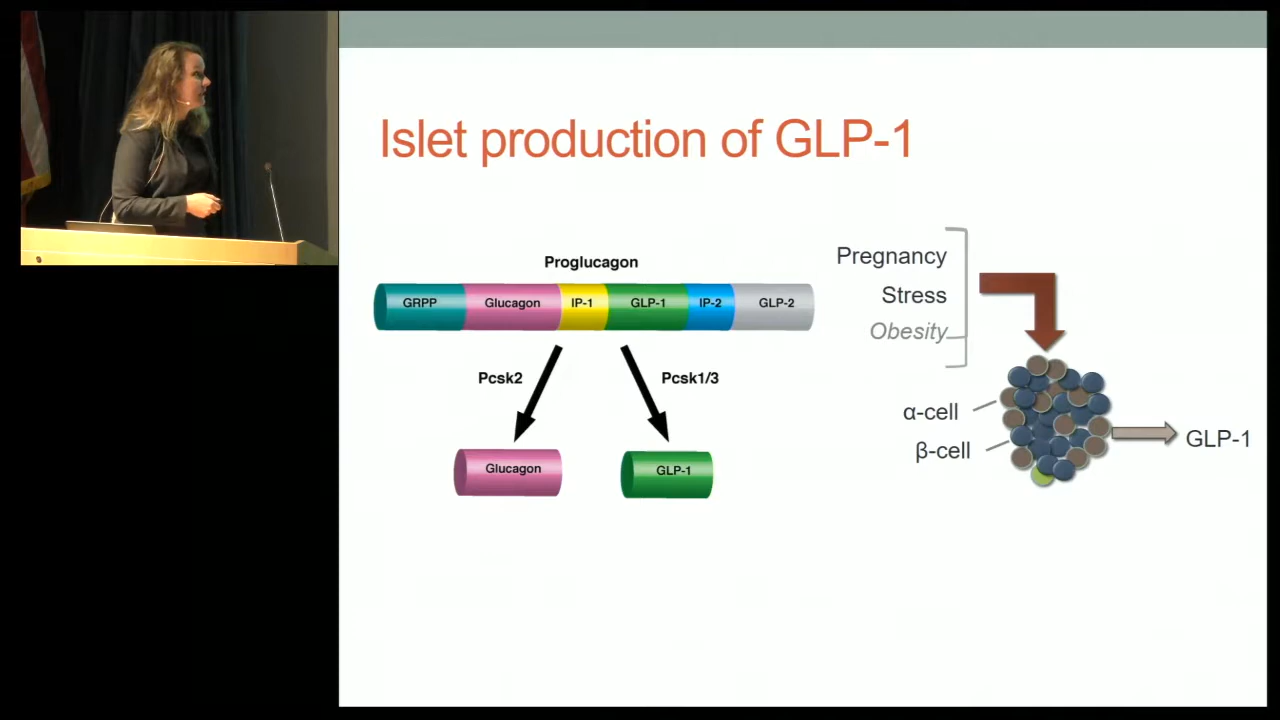 Islet production of GLP-1
Proglucagon
GRPP
Glucagon
IP-1
GLP-1
IP-2
GLP-2
Pcsk2
Pcsk1/3
Glucagon
GLP-1
Pregnancy
Stress
Obesity
α-cell
β-cell
GLP-1